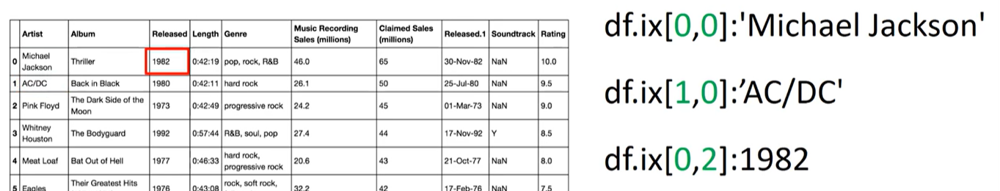 Artist Album Released Length Genre Music Recording Sales (millions) Claimed Sales (millions) Released.1 Soundtrack Rating
0 Michael Jackson Thriller 1982 0:42:19 pop, rock, R&B 46.0 65 30-Nov-82 NaN 10.0
1 AC/DC Back in Black 1980 0:42:11 hard rock 26.1 50 25-Jul-80 NaN 9.5
2 Pink Floyd The Dark Side of the Moon 1973 0:42:49 progressive rock 24.2 45 01-Mar-73 NaN 9.0
3 Whitney Houston The Bodyguard 1992 0:57:44 R&B, soul, pop 27.4 44 17-Nov-92 Y 8.5
4 Meat Loaf Bat Out of Hell 1977 0:46:33 hard rock, progressive rock 20.6 43 21-Oct-77 NaN 8.0
5 Eagles Their Greatest Hits 1976 0:43:08 rock, soft rock, 32.2 42 17-Feb-76 NaN 7.5
df.ix[0,0]:'Michael Jackson'
df.ix[1,0]:’AC/DC'
df.ix[0,2]:1982